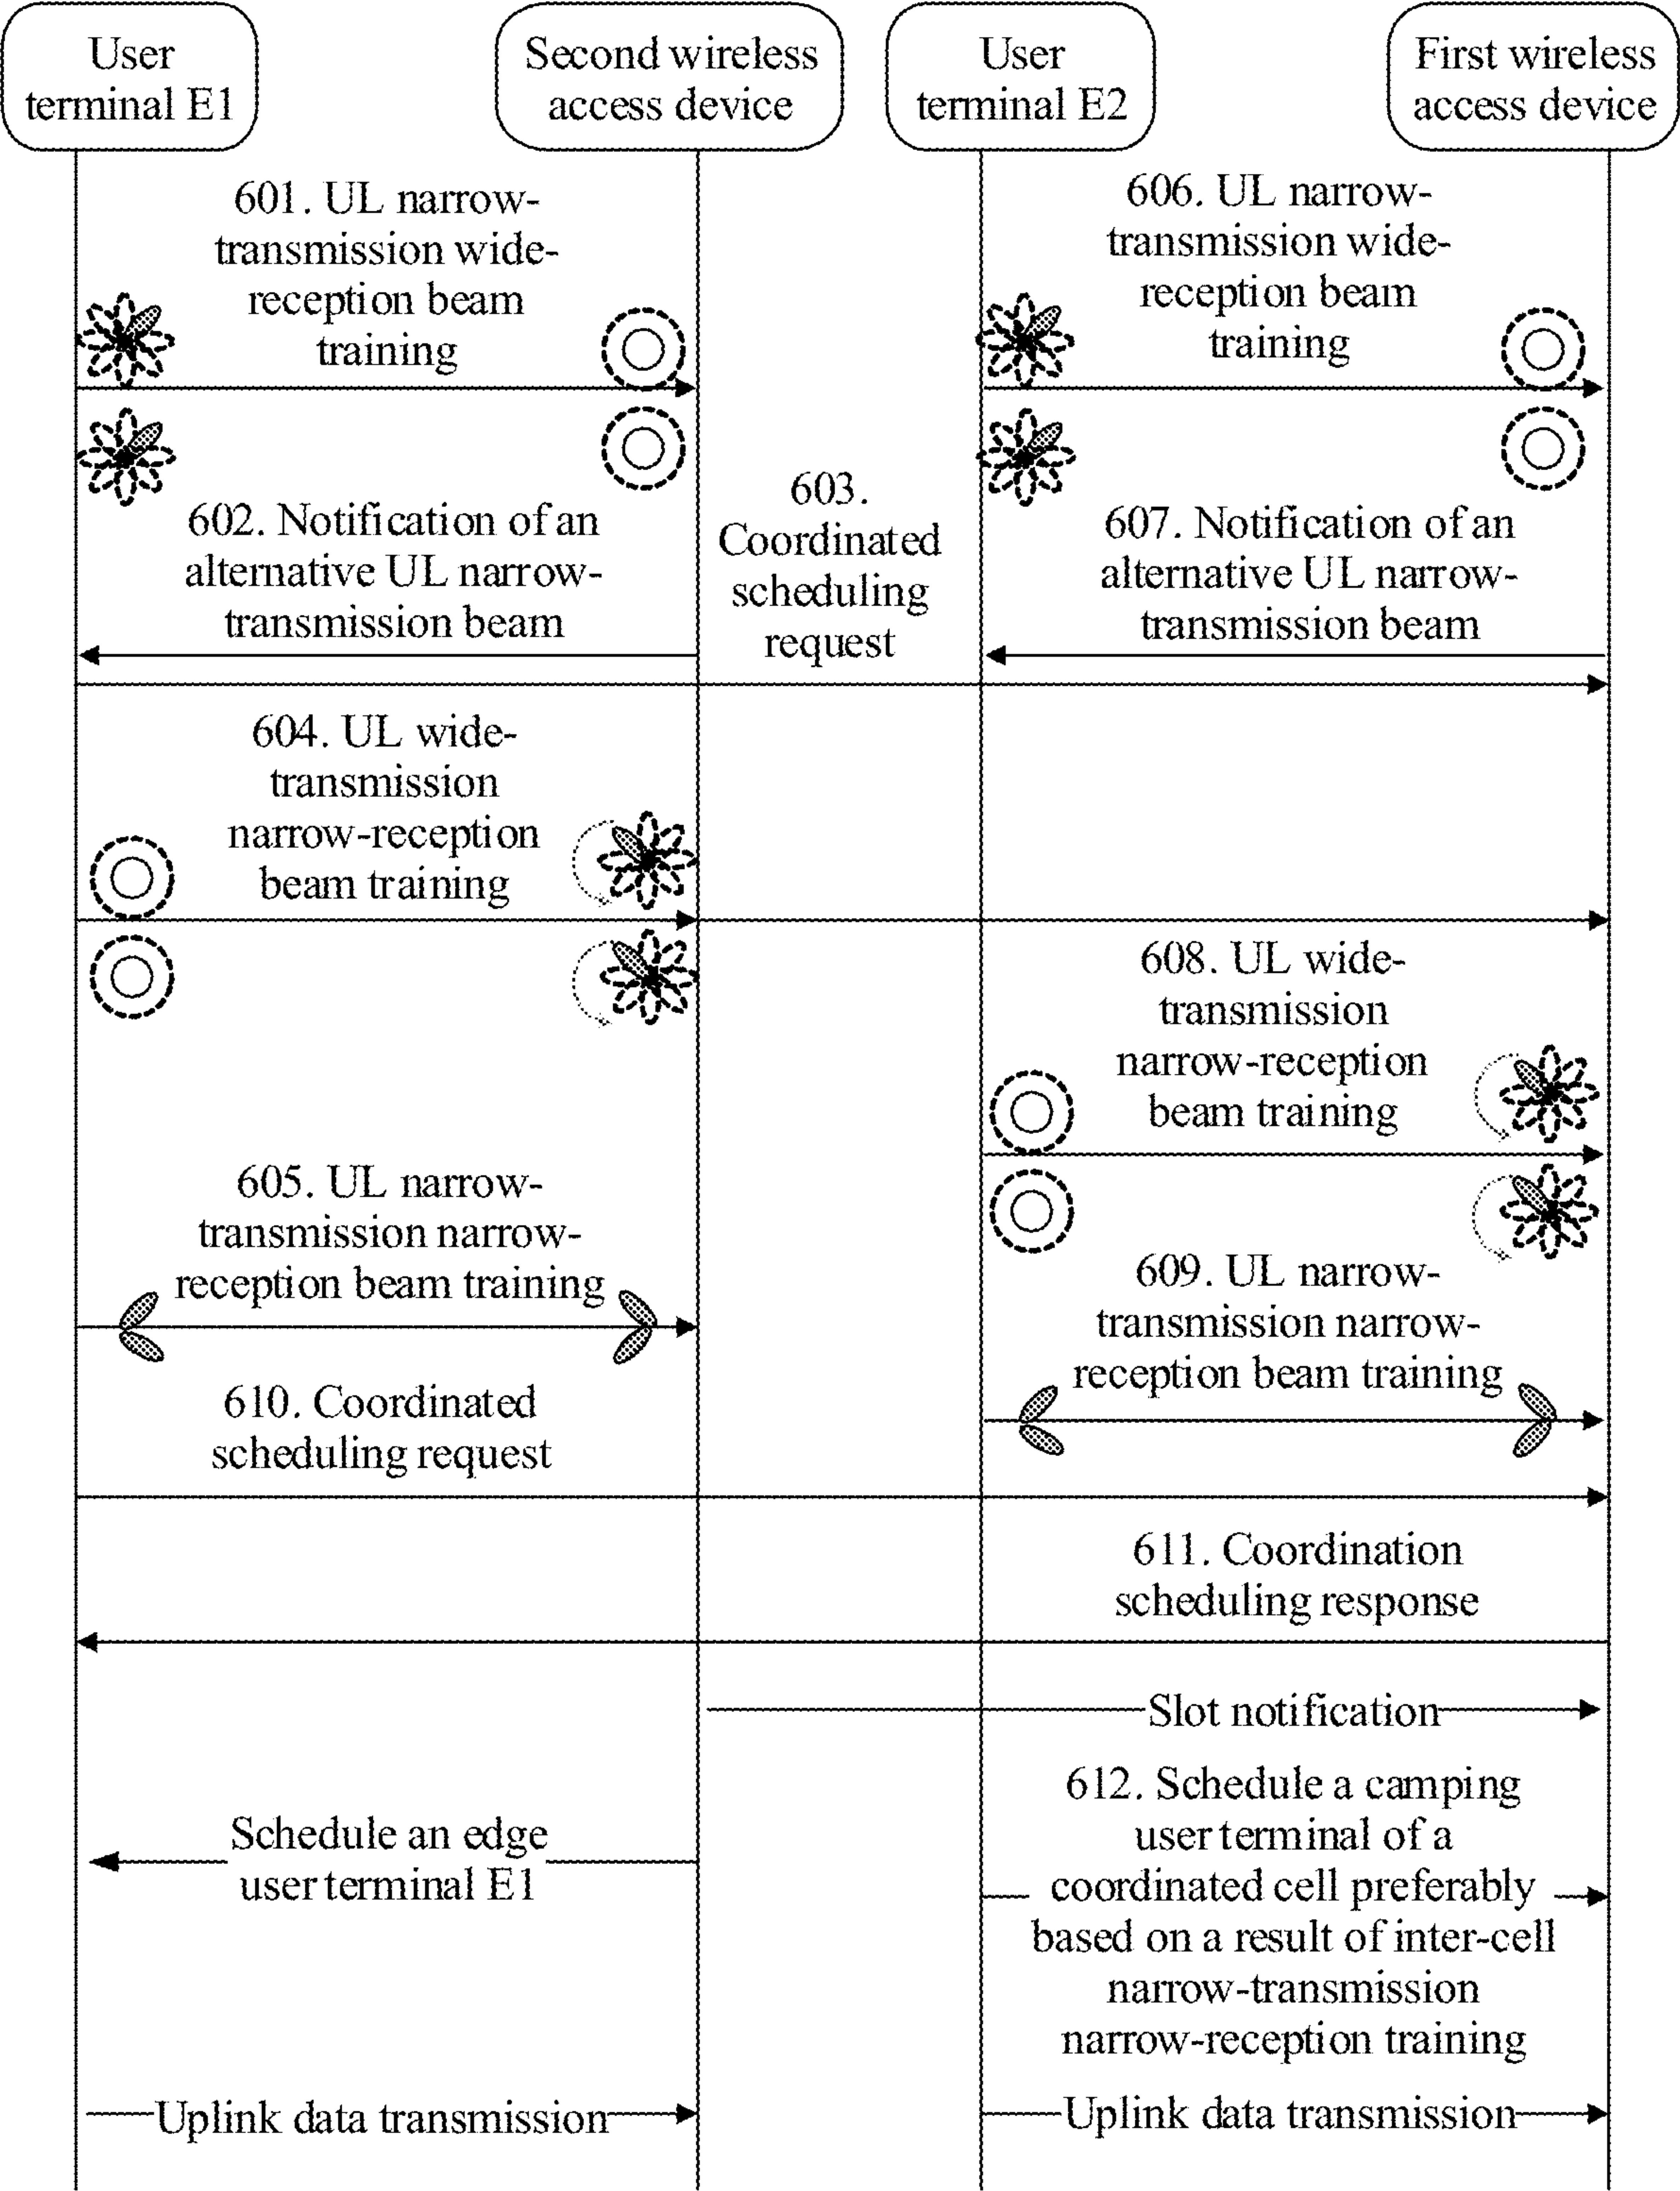 User
terminal E1
Second wireless
access device
User
terminal E2
First wireless
access device
601. UL narrow-
transmission wide-
reception beam
training
606. UL narrow-
transmission wide-
reception beam
training
602. Notification of an
alternative UL narrow-
transmission beam
603.
Coordinated
scheduling
request
607. Notification of an
alternative UL narrow-
transmission beam
604. UL wide-
transmission
narrow-reception
beam training
608. UL wide-
transmission
narrow-reception
beam training
605. UL narrow-
transmission narrow-
reception beam training
609. UL narrow-
transmission narrow-
reception beam training
610. Coordinated
scheduling request
611. Coordination
scheduling response
Slot notification
Schedule an edge
user terminal E1
612. Schedule a camping
user terminal of a
coordinated cell preferably
based on a result of inter-cell
narrow-transmission
narrow-reception training
Uplink data transmission
Uplink data transmission